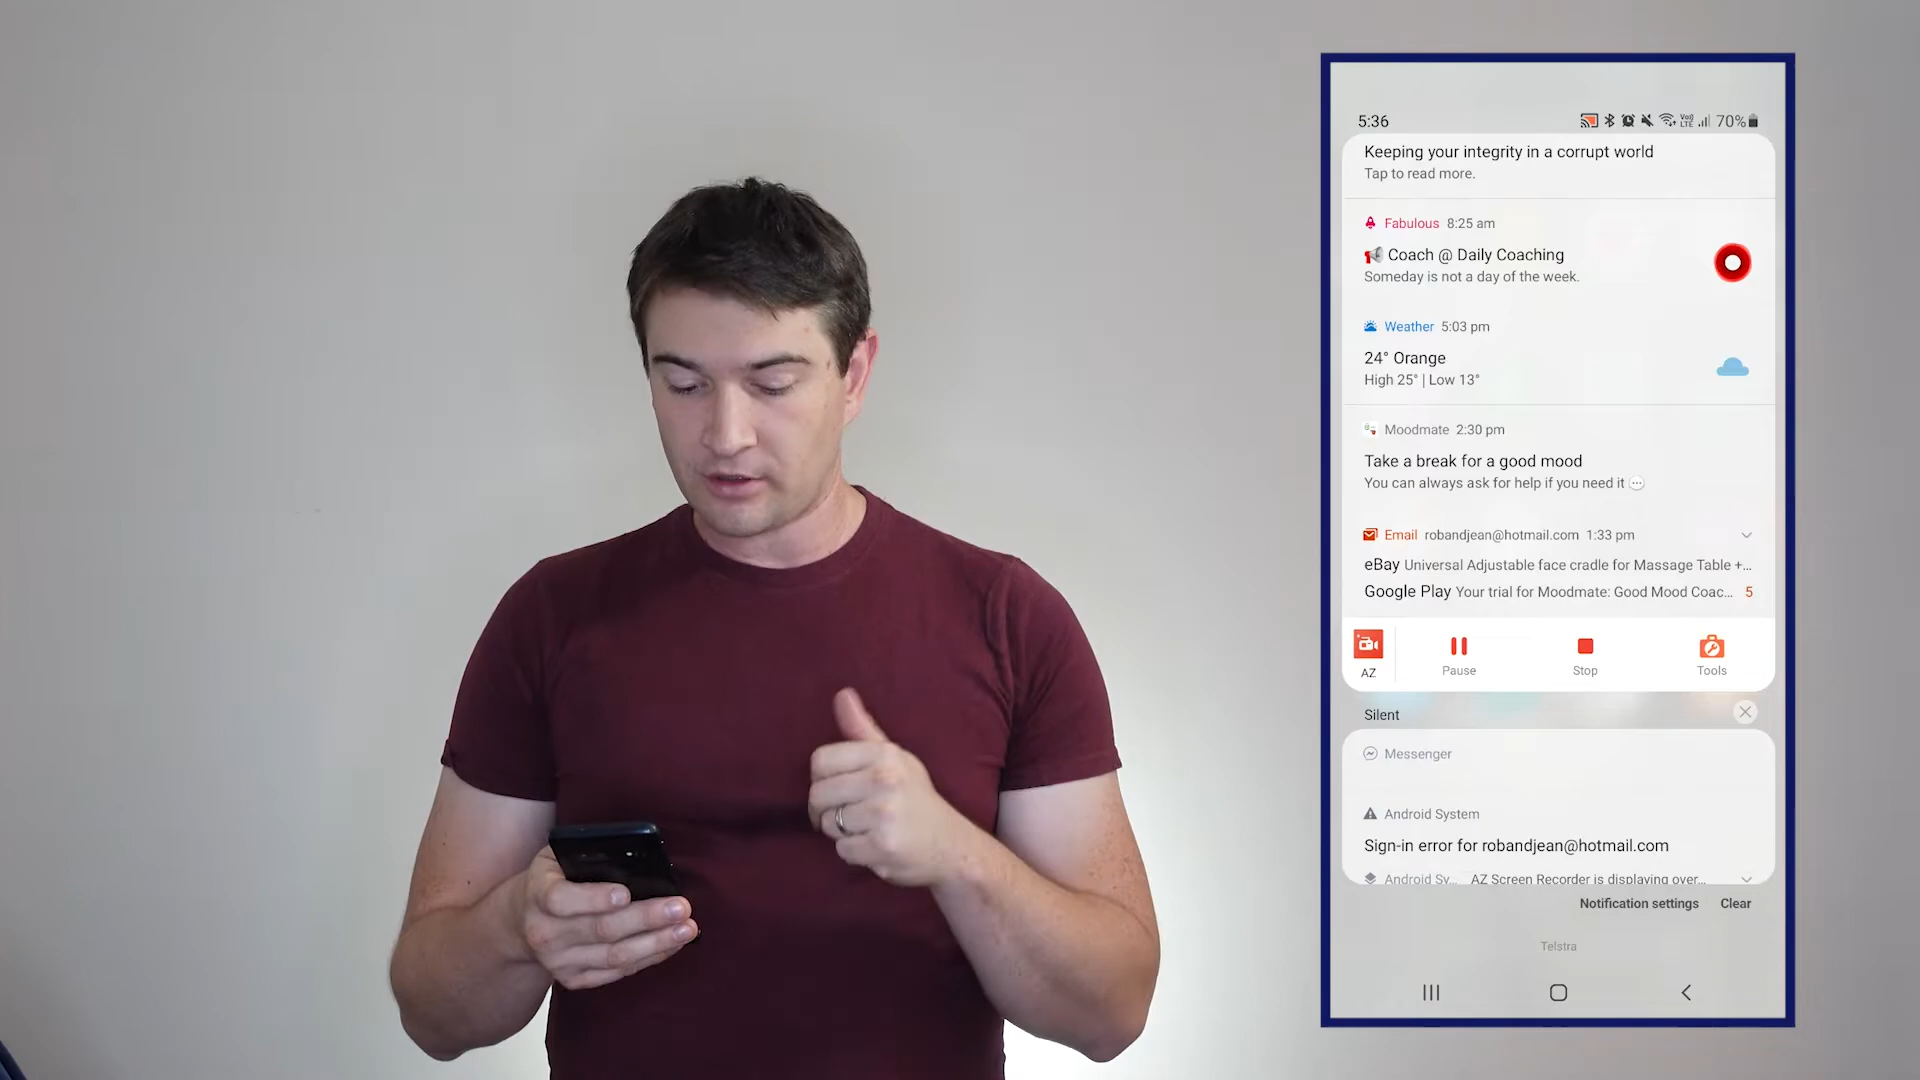 5:36
Vo))
LTE
70%
Keeping your integrity in a corrupt world
Tap to read more.
Fabulous 8:25 am
Coach @ Daily Coaching
Someday is not a day of the week.
Weather 5:03 pm
24° Orange
High 25° | Low 13°
Moodmate 2:30 pm
Take a break for a good mood
You can always ask for help if you need it
Email robandjean@hotmail.com 1:33 pm
eBay Universal Adjustable face cradle for Massage Table +...
Google Play Your trial for Moodmate: Good Mood Coac... 5
AZ
Pause
Stop
Tools
Silent
Messenger
Android System
Sign-in error for robandjean@hotmail.com
Android Sy... AZ Screen Recorder is displaying over...
Notification settings Clear
Telstra